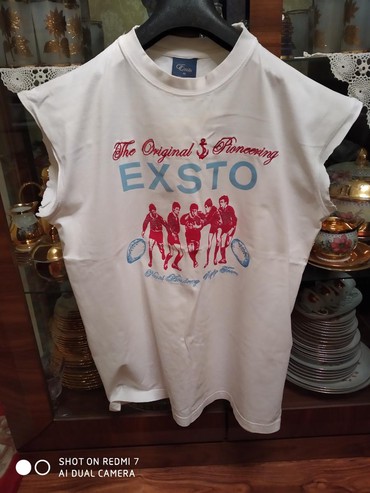 The Original Pioneering
EXSTO
SHOT ON REDMI 7
AI DUAL CAMERA